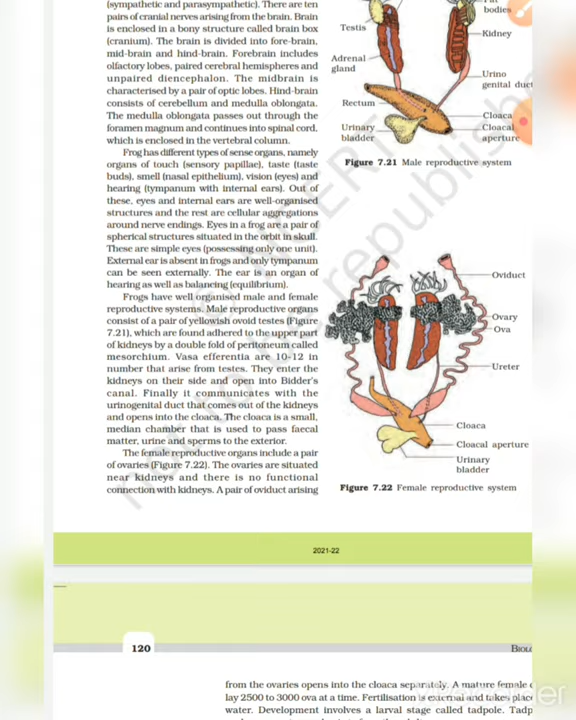 (sympathetic and parasympathetic). There are ten
pairs of cranial nerves arising from the brain. Brain
is enclosed in a bony structure called brain box
(cranium). The brain is divided into fore-brain,
mid-brain and hind-brain. Forebrain includes
olfactory lobes, paired cerebral hemispheres and
unpaired diencephalon. The midbrain is
characterised by a pair of optic lobes. Hind-brain
consists of cerebellum and medulla oblongata.
The medulla oblongata passes out through the
foramen magnum and continues into spinal cord,
which is enclosed in the vertebral column.
Frog has different types of sense organs, namely
organs of touch (sensory papillae), taste (taste
buds), smell (nasal epithelium), vision (eyes) and
hearing (tympanum with internal ears). Out of
these, eyes and internal ears are well-organised
structures and the rest are cellular aggregations
around nerve endings. Eyes in a frog are a pair of
spherical structures situated in the orbit in skull.
These are simple eyes (possessing only one unit).
External ear is absent in frogs and only tympanum
can be seen externally. The ear is an organ of
hearing as well as balancing (equilibrium).
Frogs have well organised male and female
reproductive systems. Male reproductive organs
consist of a pair of yellowish ovoid testes (Figure
7.21), which are found adhered to the upper part
of kidneys by a double fold of peritoneum called
mesorchium. Vasa efferentia are 10-12 in
number that arise from testes. They enter the
kidneys on their side and open into Bidder's
canal. Finally it communicates with the
urinogenital duct that comes out of the kidneys
and opens into the cloaca. The cloaca is a small,
median chamber that is used to pass faecal
matter, urine and sperms to the exterior.
The female reproductive organs include a pair
of ovaries (Figure 7.22). The ovaries are situated
near kidneys and there is no functional
connection with kidneys. A pair of oviduct arising
bodies
Testis
Kidney
Adrenal
gland
Urino
genital duct
Rectum
Cloaca
Urinary
bladder
Cloacal
aperture
Figure 7.21 Male reproductive system
Oviduct
Ovary
Ova
Ureter
Cloaca
Cloacal aperture
Urinary
bladder
Figure 7.22 Female reproductive system
2021-22
120
from the ovaries opens into the cloaca separately. A mature female
lay 2500 to 3000 ova at a time. Fertilisation is external and takes
water. Development involves a larval stage called tadpole.